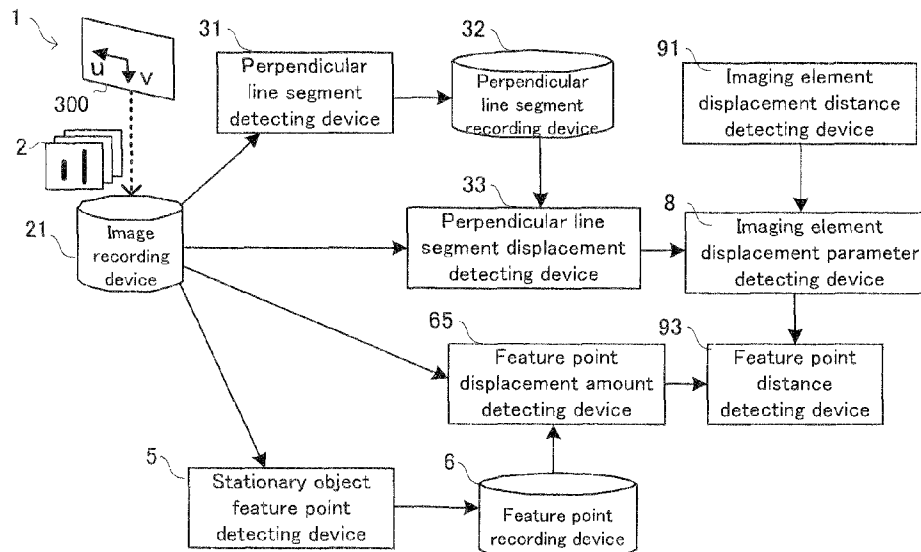 1
u
v
300
2
21
Image
recording
device
31
Perpendicular
line segment
detecting device
32
Perpendicular
line segment
recording device
91
Imaging element
displacement distance
detecting device
33
Perpendicular line
segment displacement
detecting device
8
Imaging element
displacement parameter
detecting device
65
Feature point
displacement amount
detecting device
93
Feature point
distance
detecting device
5
Stationary object
feature point
detecting device
6
Feature point
recording device